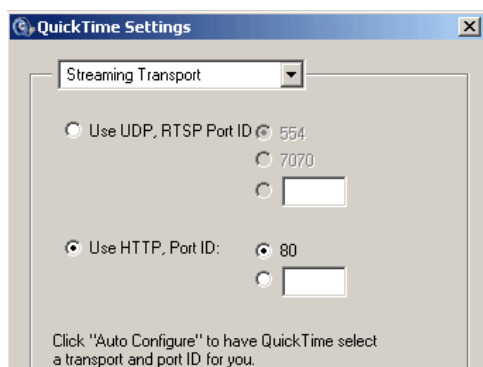 QuickTime Settings
Streaming Transport
Use UDP, RTSP Port ID 554
7070
Use HTTP, Port ID: 80
Click "Auto Configure" to have QuickTime select
a transport and port ID for you.